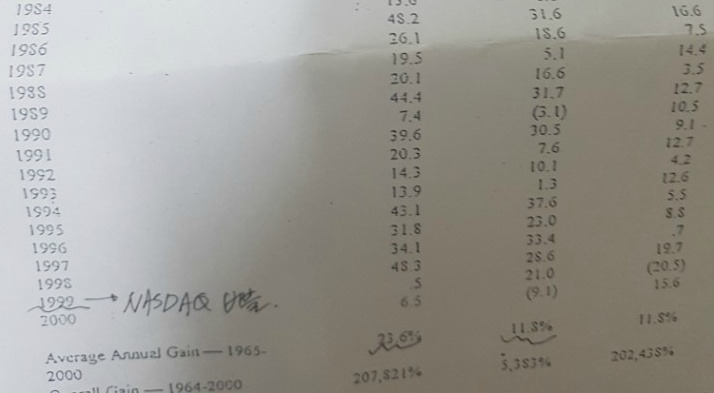 1984
1985 48.2 31.6 16.6
1986 26.1 18.6 7.5
1987 19.5 5.1 14.4
1988 20.1 16.6 3.5
1989 44.4 31.7 12.7
1990 7.4 (3.1) 10.5
1991 39.6 30.5 9.1
1992 20.3 7.6 12.7
1993 14.3 10.1 4.2
1994 13.9 1.3 12.6
1995 43.1 37.6 5.5
1996 31.8 23.0 8.8
1997 34.1 33.4 .7
1998 48.3 28.6 19.7
1999 → NASDAQ .5 21.0 (20.5)
2000 6.5 (9.1) 15.6
Average Annual Gain — 1965-
2000 23.6% 11.8% 11.8%
Gain — 1964-2000 207,821% 5,383% 202,438%